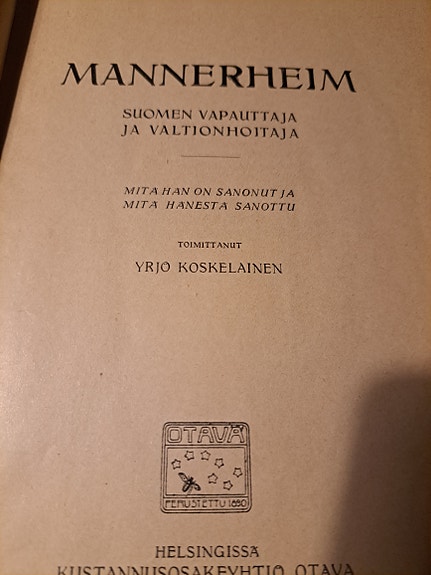 MANNERHEIM
SUOMEN VAPAUTTAJA
JA VALTIONHOITAJA
MITÄ HÄN ON SANONUT JA
MITÄ HÄNESTÄ SANOTTU
TOIMITTANUT
YRJÖ KOSKELAINEN
OTAVA
PERUSTETTU 1890
HELSINGISSÄ
KUSTANNUSOSAKEYHTIÖ OTAVA